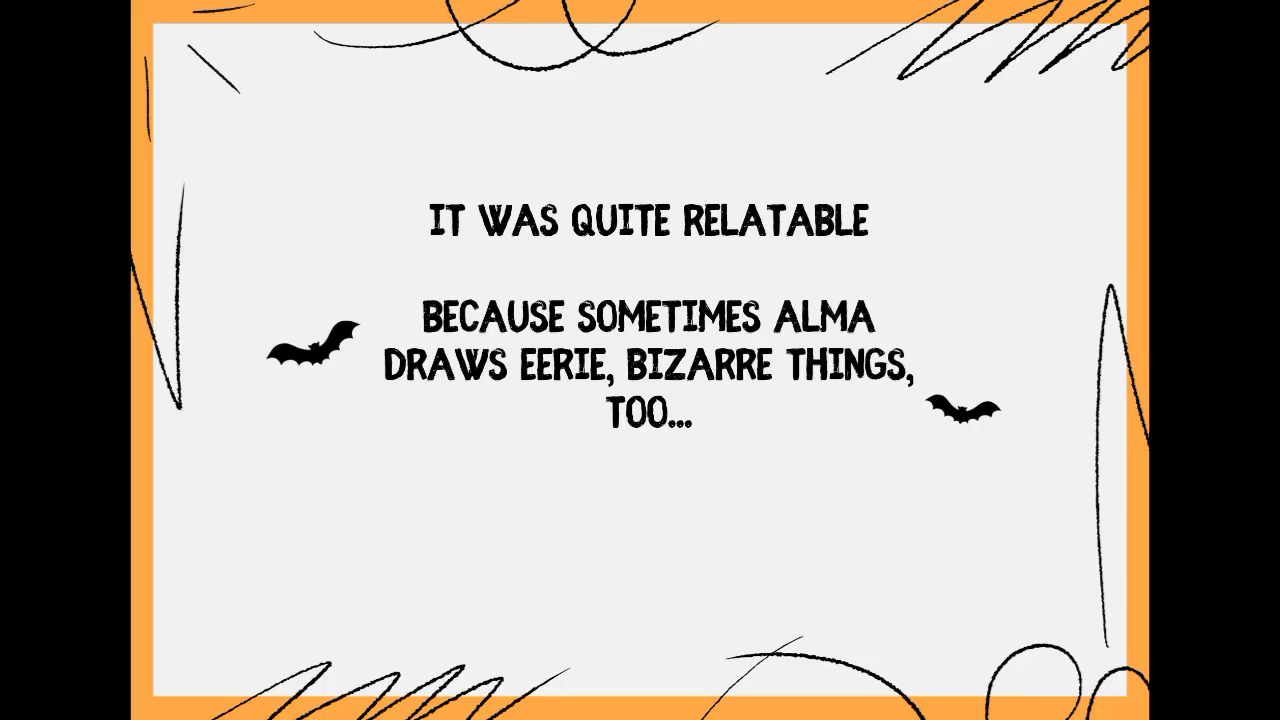 IT WAS QUITE RELATABLE
BECAUSE SOMETIMES ALMA
DRAWS EERIE, BIZARRE THINGS,
TOO...